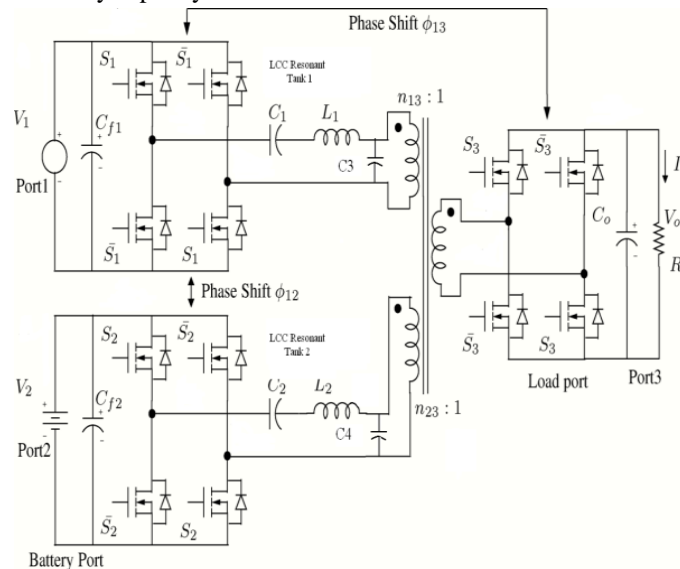 Phase Shift ϕ13
S1
S̄1
LCC Resonant
Tank 1
n13 : 1
V1
+
Cf1
+
C1
L1
C3
S3
S̄3
I
-
-
Port1
Co
+
Vo
-
R
S̄1
S1
Phase Shift ϕ12
S̄3
S3
Load port
Port3
S2
S̄2
LCC Resonant
Tank 2
V2
+
Cf2
+
C2
L2
n23 : 1
-
-
Port2
C4
S̄2
S2
Battery Port